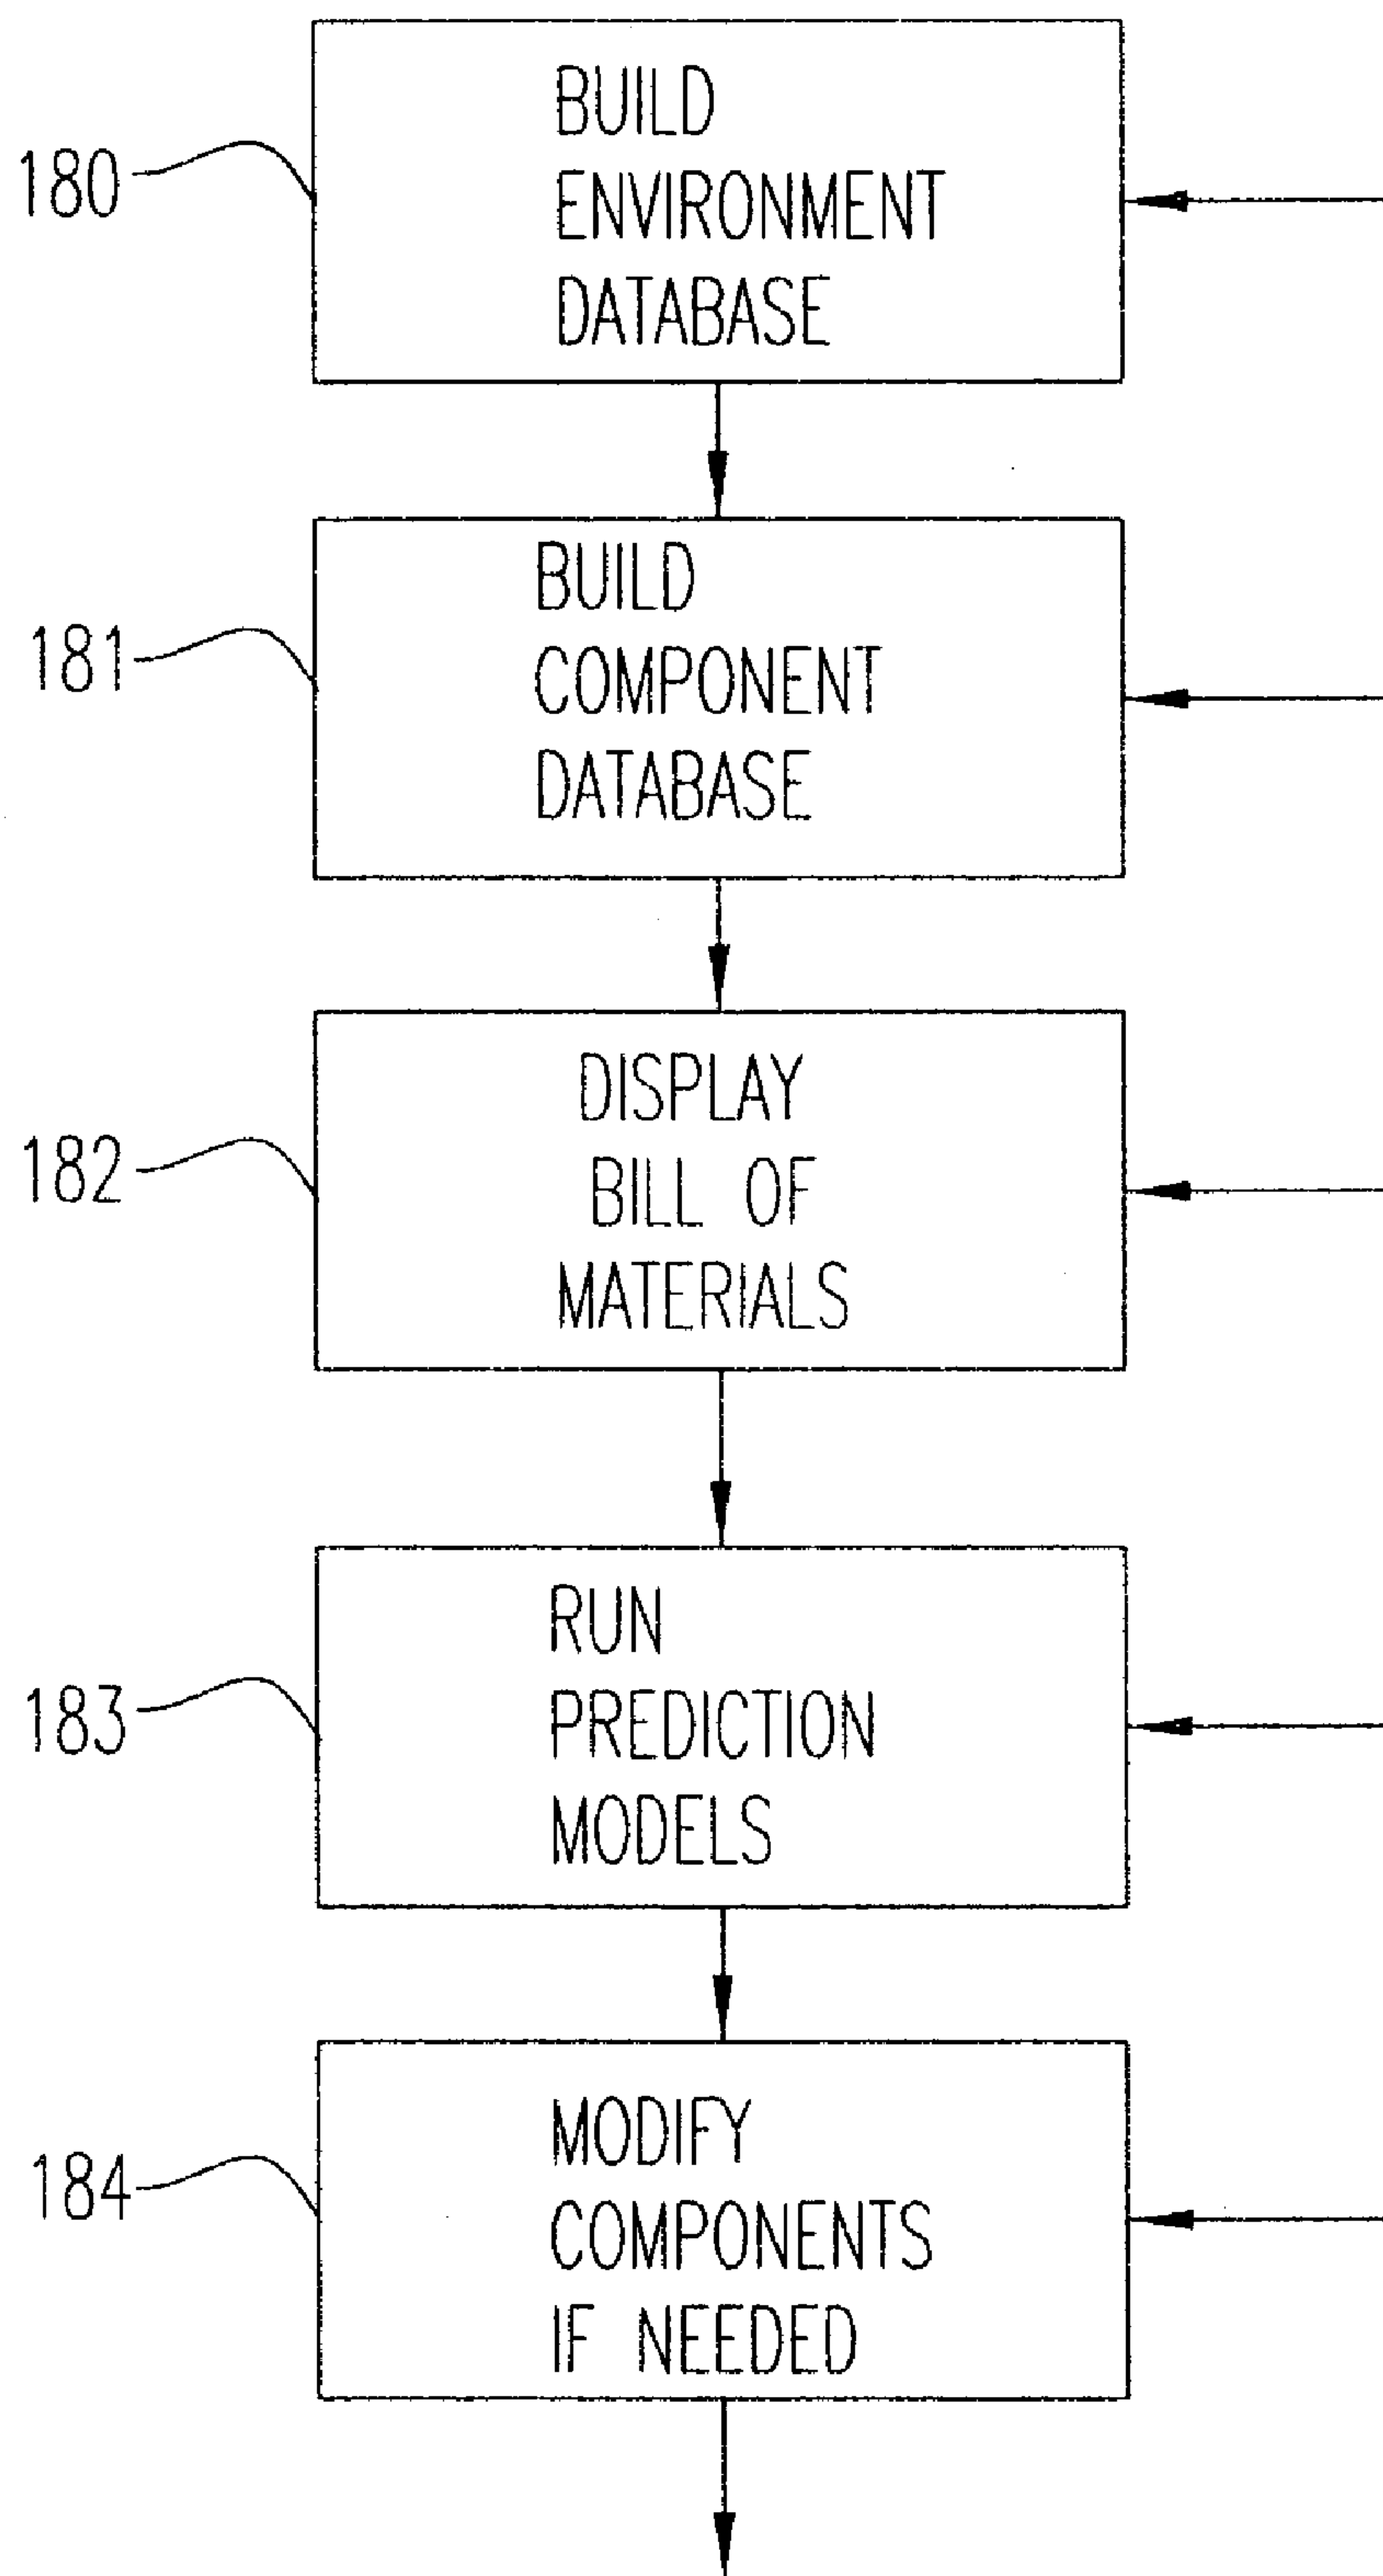 BUILD
ENVIRONMENT
DATABASE
180
BUILD
COMPONENT
DATABASE
181
DISPLAY
BILL OF
MATERIALS
182
RUN
PREDICTION
MODELS
183
MODIFY
COMPONENTS
IF NEEDED
184